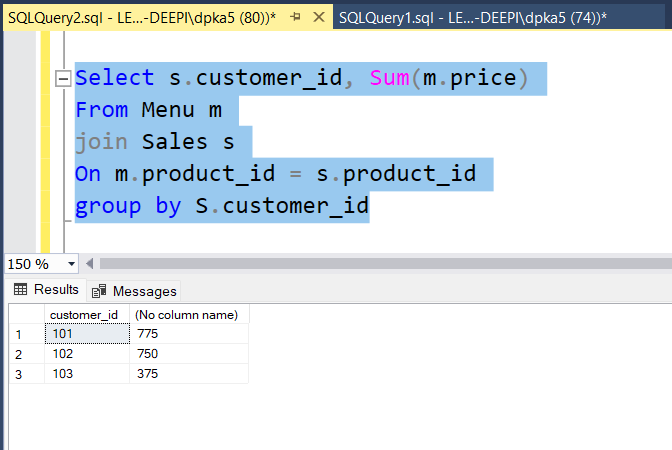 SQLQuery2.sql - LE...-DEEPI\dpka5 (80))* SQLQuery1.sql - LE...-DEEPI\dpka5 (74))*
Select s.customer_id, Sum(m.price)
From Menu m
join Sales s
On m.product_id = s.product_id
group by S.customer_id
150 %
Results Messages
customer_id (No column name)
1 101 775
2 102 750
3 103 375